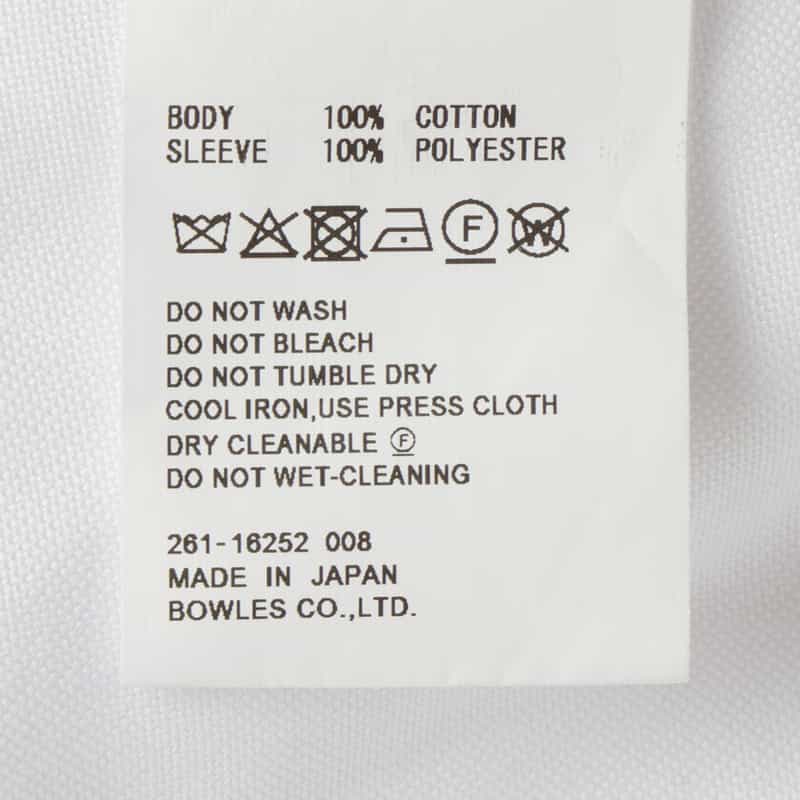 BODY 100% COTTON
SLEEVE 100% POLYESTER
F W
DO NOT WASH
DO NOT BLEACH
DO NOT TUMBLE DRY
COOL IRON,USE PRESS CLOTH
DRY CLEANABLE Ⓕ
DO NOT WET-CLEANING
261-16252 008
MADE IN JAPAN
BOWLES CO.,LTD.